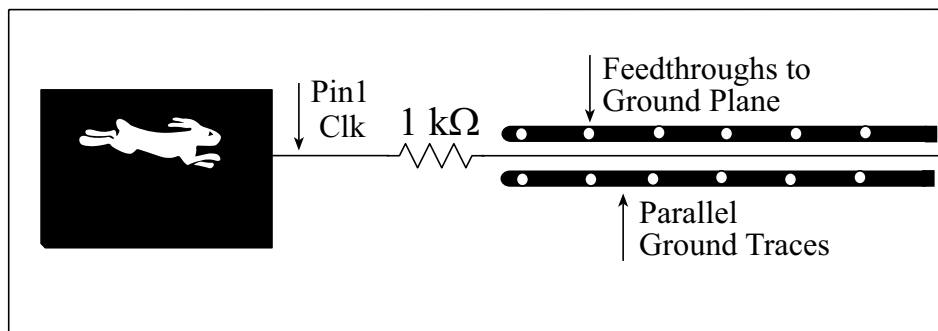 Pin1
Clk
1 kΩ
Feedthroughs to
Ground Plane
Parallel
Ground Traces